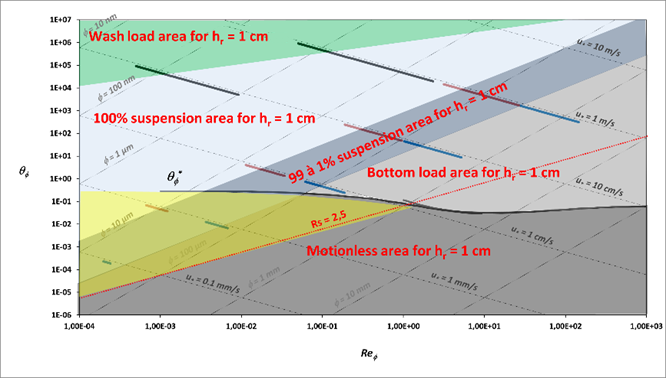 1E+07
1E+06
1E+05
1E+04
1E+03
1E+02
1E+01
1E+00
1E-01
1E-02
1E-03
1E-04
1E-05
1E-06
θϕ
Wash load area for hr = 1 cm
100% suspension area for hr = 1 cm
99 à 1% suspension area for hr = 1 cm
Bottom load area for hr = 1 cm
Motionless area for hr = 1 cm
θϕ*
Rs = 2,5
ϕ = 10 nm
ϕ = 100 nm
ϕ = 1 µm
ϕ = 10 µm
ϕ = 100 µm
ϕ = 1 mm
ϕ = 10 mm
u* = 10 m/s
u* = 1 m/s
u* = 10 cm/s
u* = 1 cm/s
u* = 1 mm/s
u* = 0.1 mm/s
1,00E-04 1,00E-03 1,00E-02 1,00E-01 1,00E+00 1,00E+01 1,00E+02 1,00E+03
Reϕ